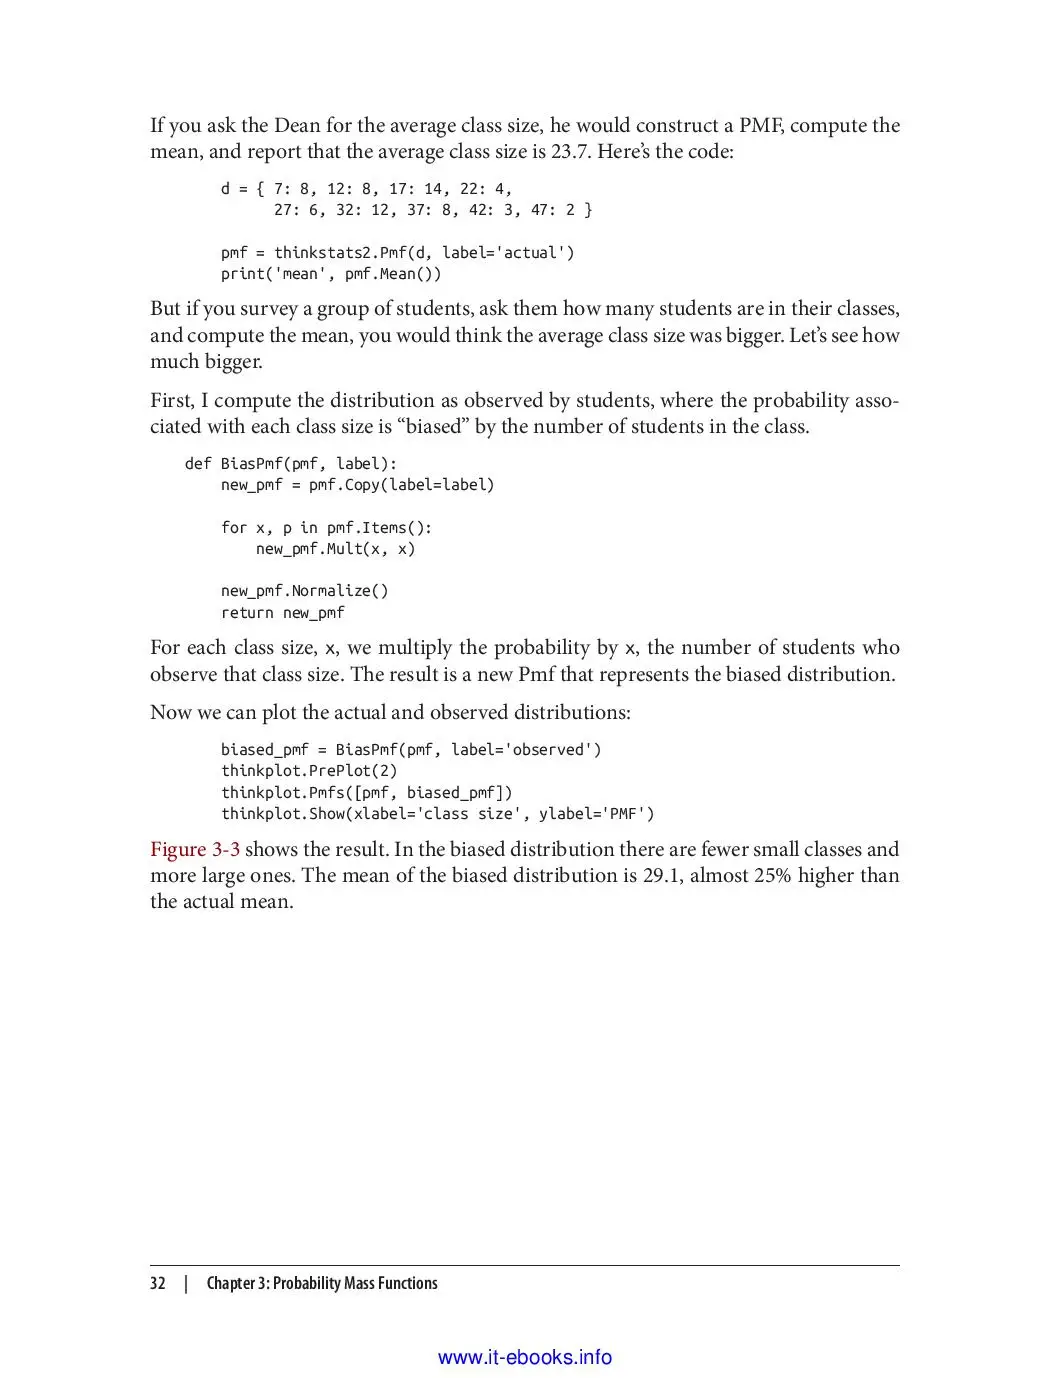 If you ask the Dean for the average class size, he would construct a PMF, compute the
mean, and report that the average class size is 23.7. Here’s the code:
d = { 7: 8, 12: 8, 17: 14, 22: 4,
27: 6, 32: 12, 37: 8, 42: 3, 47: 2 }
pmf = thinkstats2.Pmf(d, label='actual')
print('mean', pmf.Mean())
But if you survey a group of students, ask them how many students are in their classes,
and compute the mean, you would think the average class size was bigger. Let’s see how
much bigger.
First, I compute the distribution as observed by students, where the probability asso-
ciated with each class size is “biased” by the number of students in the class.
def BiasPmf(pmf, label):
new_pmf = pmf.Copy(label=label)
for x, p in pmf.Items():
new_pmf.Mult(x, x)
new_pmf.Normalize()
return new_pmf
For each class size, x, we multiply the probability by x, the number of students who
observe that class size. The result is a new Pmf that represents the biased distribution.
Now we can plot the actual and observed distributions:
biased_pmf = BiasPmf(pmf, label='observed')
thinkplot.PrePlot(2)
thinkplot.Pmfs([pmf, biased_pmf])
thinkplot.Show(xlabel='class size', ylabel='PMF')
Figure 3-3 shows the result. In the biased distribution there are fewer small classes and
more large ones. The mean of the biased distribution is 29.1, almost 25% higher than
the actual mean.
32 | Chapter 3: Probability Mass Functions
www.it-ebooks.info